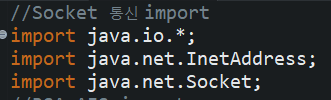 //Socket 통신 import
import java.io.*;
import java.net.InetAddress;
import java.net.Socket;